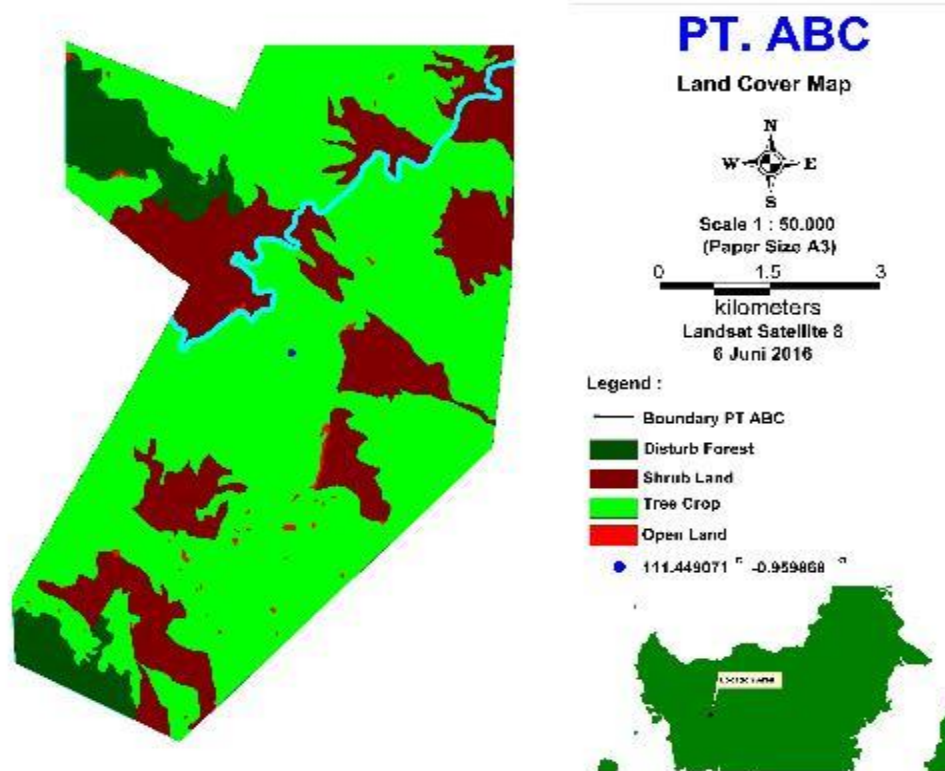 PT. ABC
Land Cover Map
N
W E
S
Scale 1 : 50.000
(Paper Size A3)
0 1.5 3
kilometers
Landsat Satellite 8
6 Juni 2016
Legend :
Boundary PT ABC
Disturb Forest
Shrub Land
Tree Crop
Open Land
111.449071 -0.959868